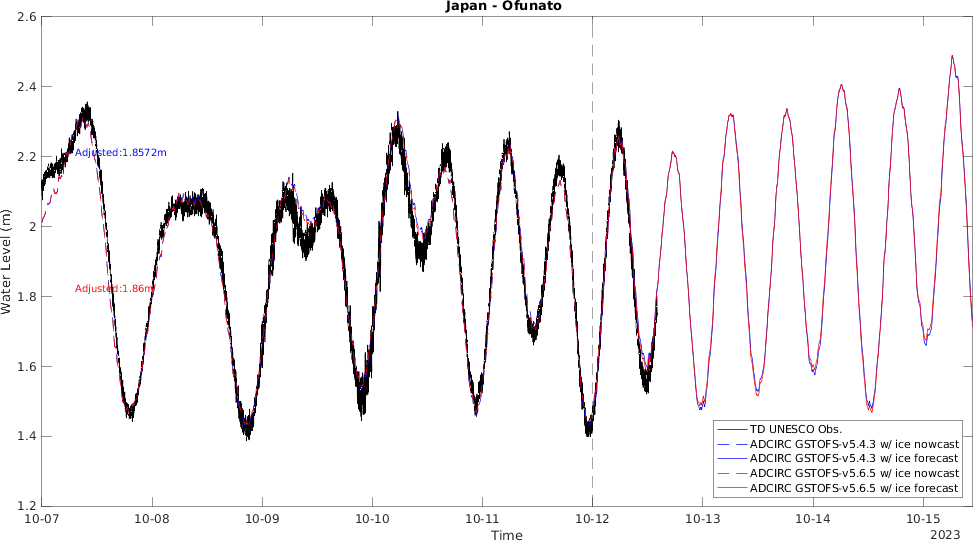 Japan - Ofunato
2.6
2.4
2.2
2
1.8
1.6
1.4
1.2
Water Level (m)
Adjusted:1.8572m
Adjusted:1.86m
TD UNESCO Obs.
ADCIRC GSTOFS-v5.4.3 w/ ice nowcast
ADCIRC GSTOFS-v5.4.3 w/ ice forecast
ADCIRC GSTOFS-v5.6.5 w/ ice nowcast
ADCIRC GSTOFS-v5.6.5 w/ ice forecast
10-07 10-08 10-09 10-10 10-11 10-12 10-13 10-14 10-15
Time
2023